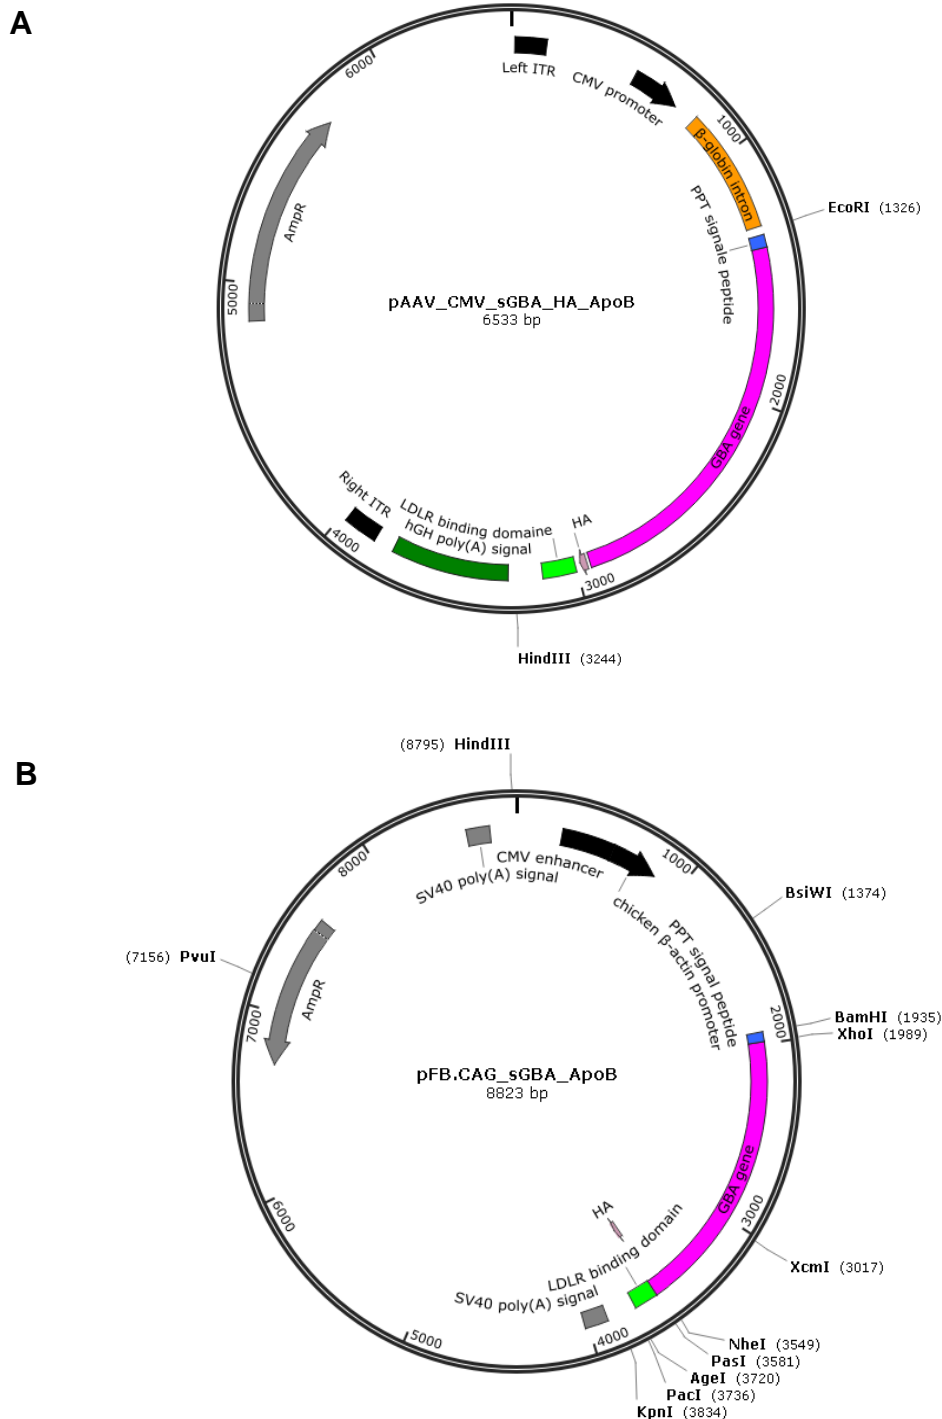 A
6000
Left ITR
CMV promoter
1000
β-globin intron
EcoRI (1326)
PPT signale peptide
AmpR
5000
pAAV_CMV_sGBA_HA_ApoB
6533 bp
2000
GBA gene
Right ITR
LDLR binding domaine
hGH poly(A) signal
HA
4000
3000
HindIII (3244)
(8795) HindIII
B
8000
CMV enhancer
SV40 poly(A) signal
1000
BsiWI (1374)
chicken β-actin promoter
PPT signal peptide
(7156) PvuI
AmpR
7000
2000
BamHI (1935)
XhoI (1989)
pFB.CAG_sGBA_ApoB
8823 bp
GBA gene
6000
HA
3000
LDLR binding domain
XcmI (3017)
SV40 poly(A) signal
5000
4000
NheI (3549)
PasI (3581)
AgeI (3720)
PacI (3736)
KpnI (3834)